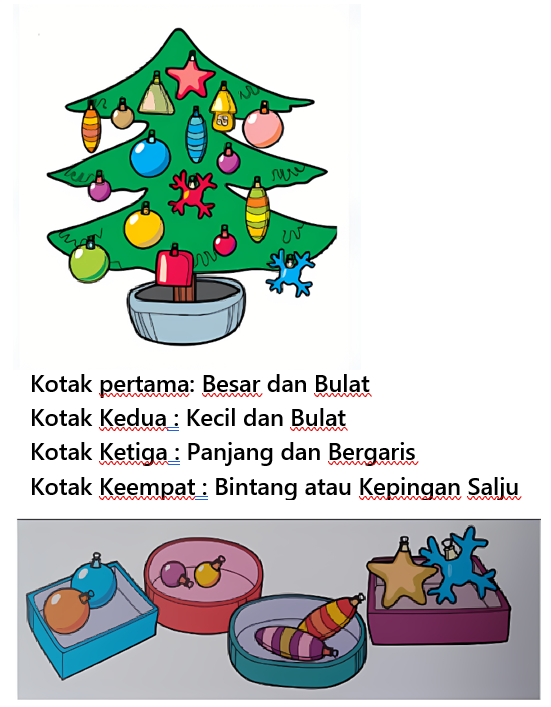 Kotak pertama: Besar dan Bulat
Kotak Kedua : Kecil dan Bulat
Kotak Ketiga : Panjang dan Bergaris
Kotak Keempat : Bintang atau Kepingan Salju